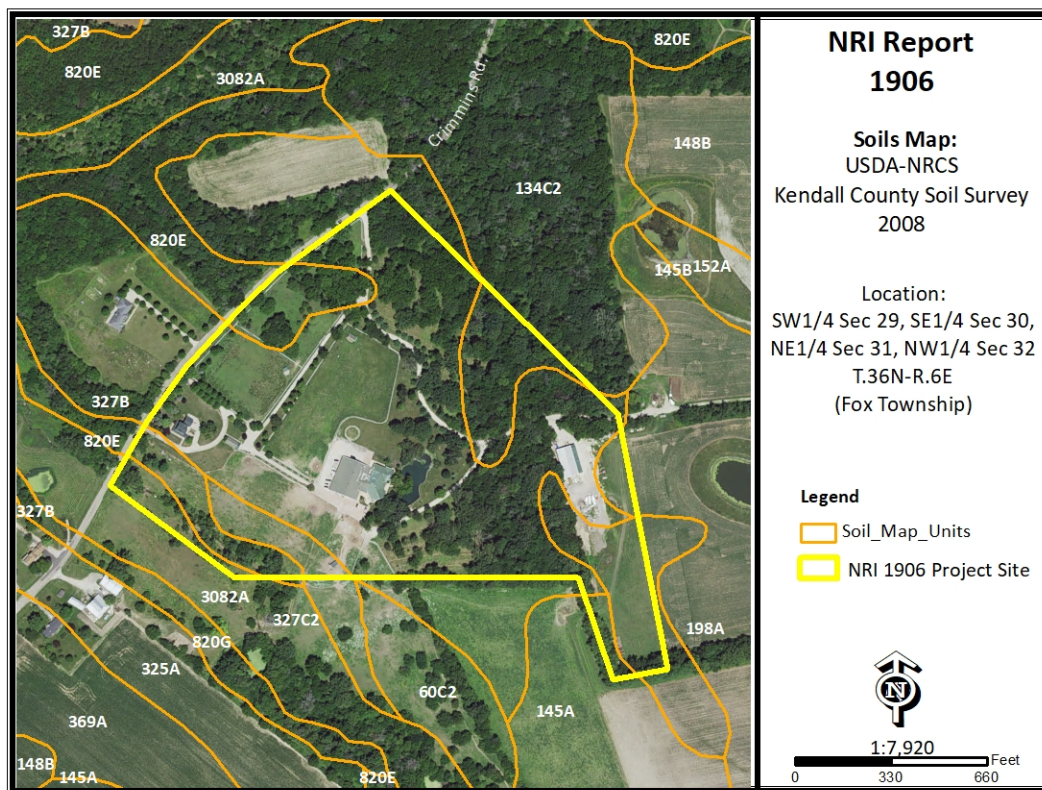 327B
820E
820E
3082A
Crimmins Rd.
148B
134C2
820E
145B
152A
327B
820E
327B
3082A
327C2
198A
820G
325A
60C2
145A
369A
148B
145A
820E
NRI Report
1906
Soils Map:
USDA-NRCS
Kendall County Soil Survey
2008
Location:
SW1/4 Sec 29, SE1/4 Sec 30,
NE1/4 Sec 31, NW1/4 Sec 32
T.36N-R.6E
(Fox Township)
Legend
Soil_Map_Units
NRI 1906 Project Site
N
1:7,920
Feet
0 330 660